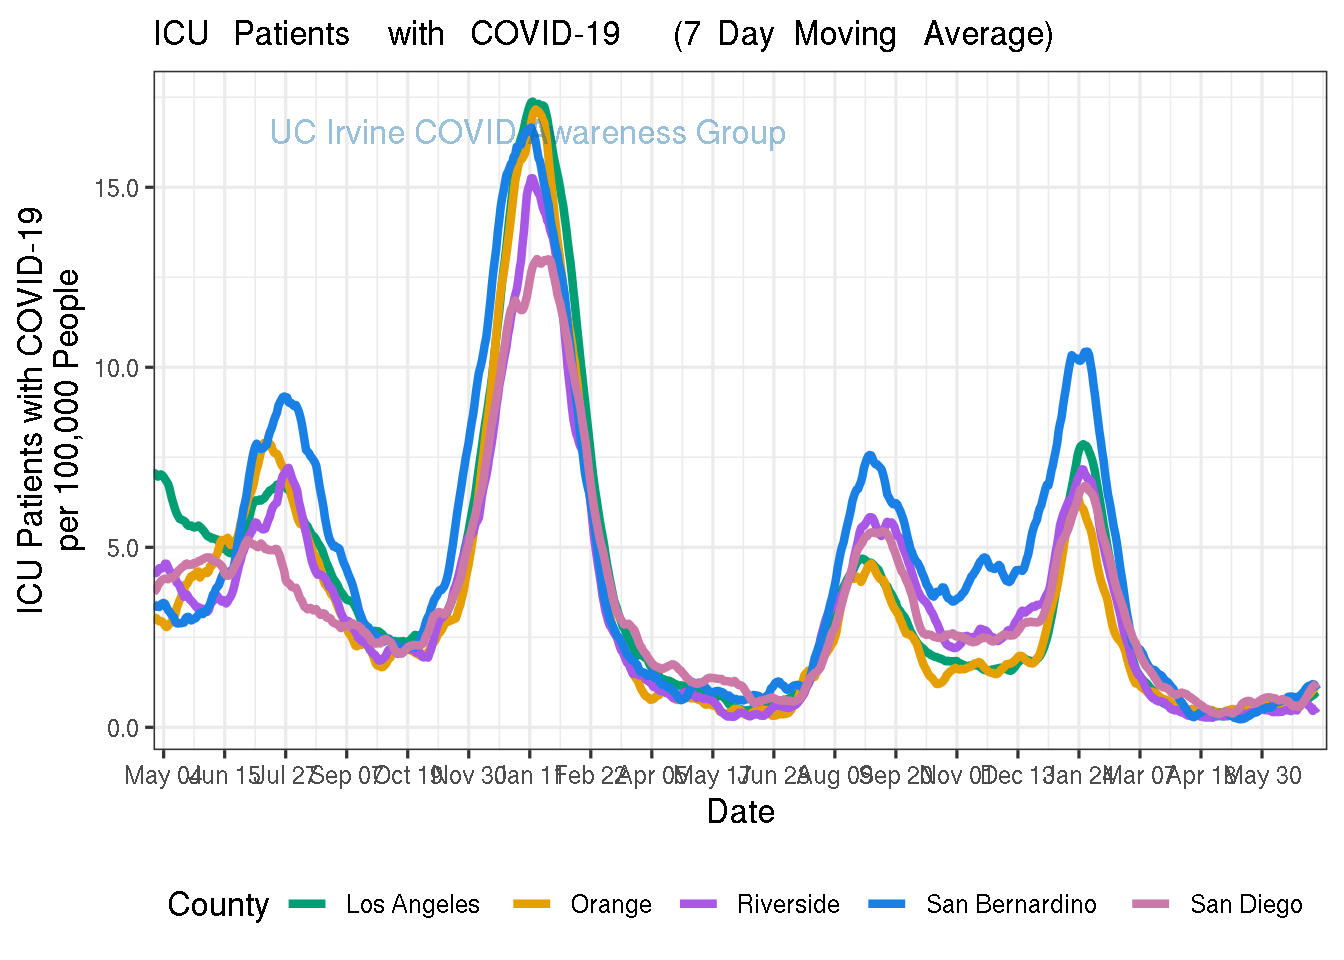 ICU Patients with COVID-19 (7 Day Moving Average)
UC Irvine COVID Awareness Group
ICU Patients with COVID-19
per 100,000 People
15.0
10.0
5.0
0.0
May 04 Jun 15 Jul 27 Sep 07 Oct 19 Nov 30 Jan 11 Feb 22 Apr 05 May 17 Jun 28 Aug 09 Sep 20 Nov 01 Dec 13 Jan 24 Mar 07 Apr 18 May 30
Date
County Los Angeles Orange Riverside San Bernardino San Diego